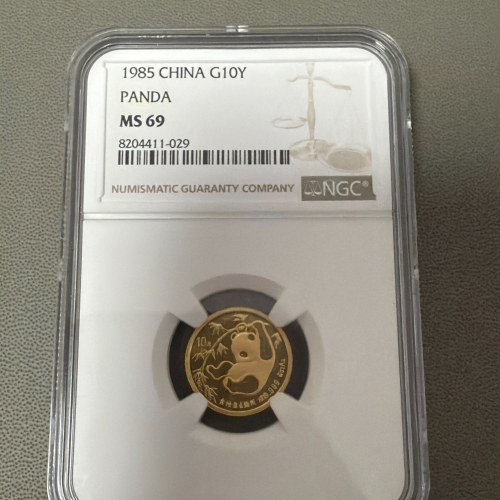 1985 CHINA G10Y
PANDA
MS 69
8204411-029
NUMISMATIC GUARANTY COMPANY
NGC®
10元